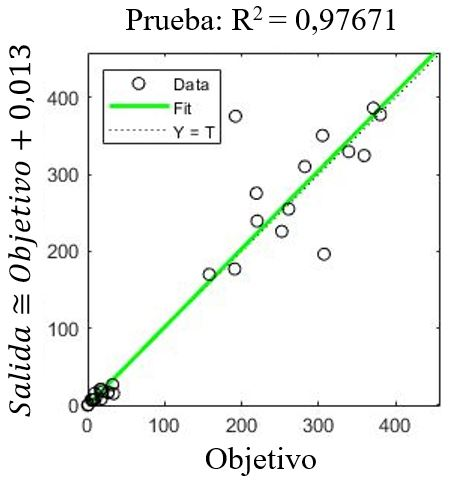 Prueba: R² = 0,97671
Salida ≅ Objetivo + 0,013
Data
Fit
Y = T
400
300
200
100
0
0 100 200 300 400
Objetivo